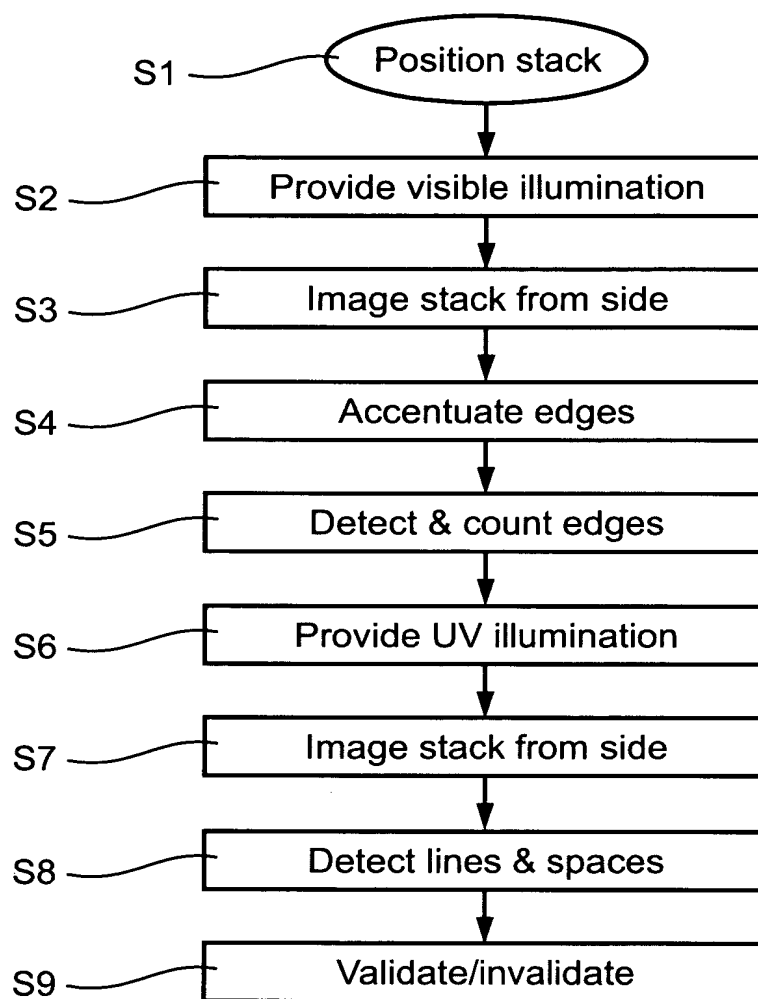 S1 Position stack
S2 Provide visible illumination
S3 Image stack from side
S4 Accentuate edges
S5 Detect & count edges
S6 Provide UV illumination
S7 Image stack from side
S8 Detect lines & spaces
S9 Validate/invalidate